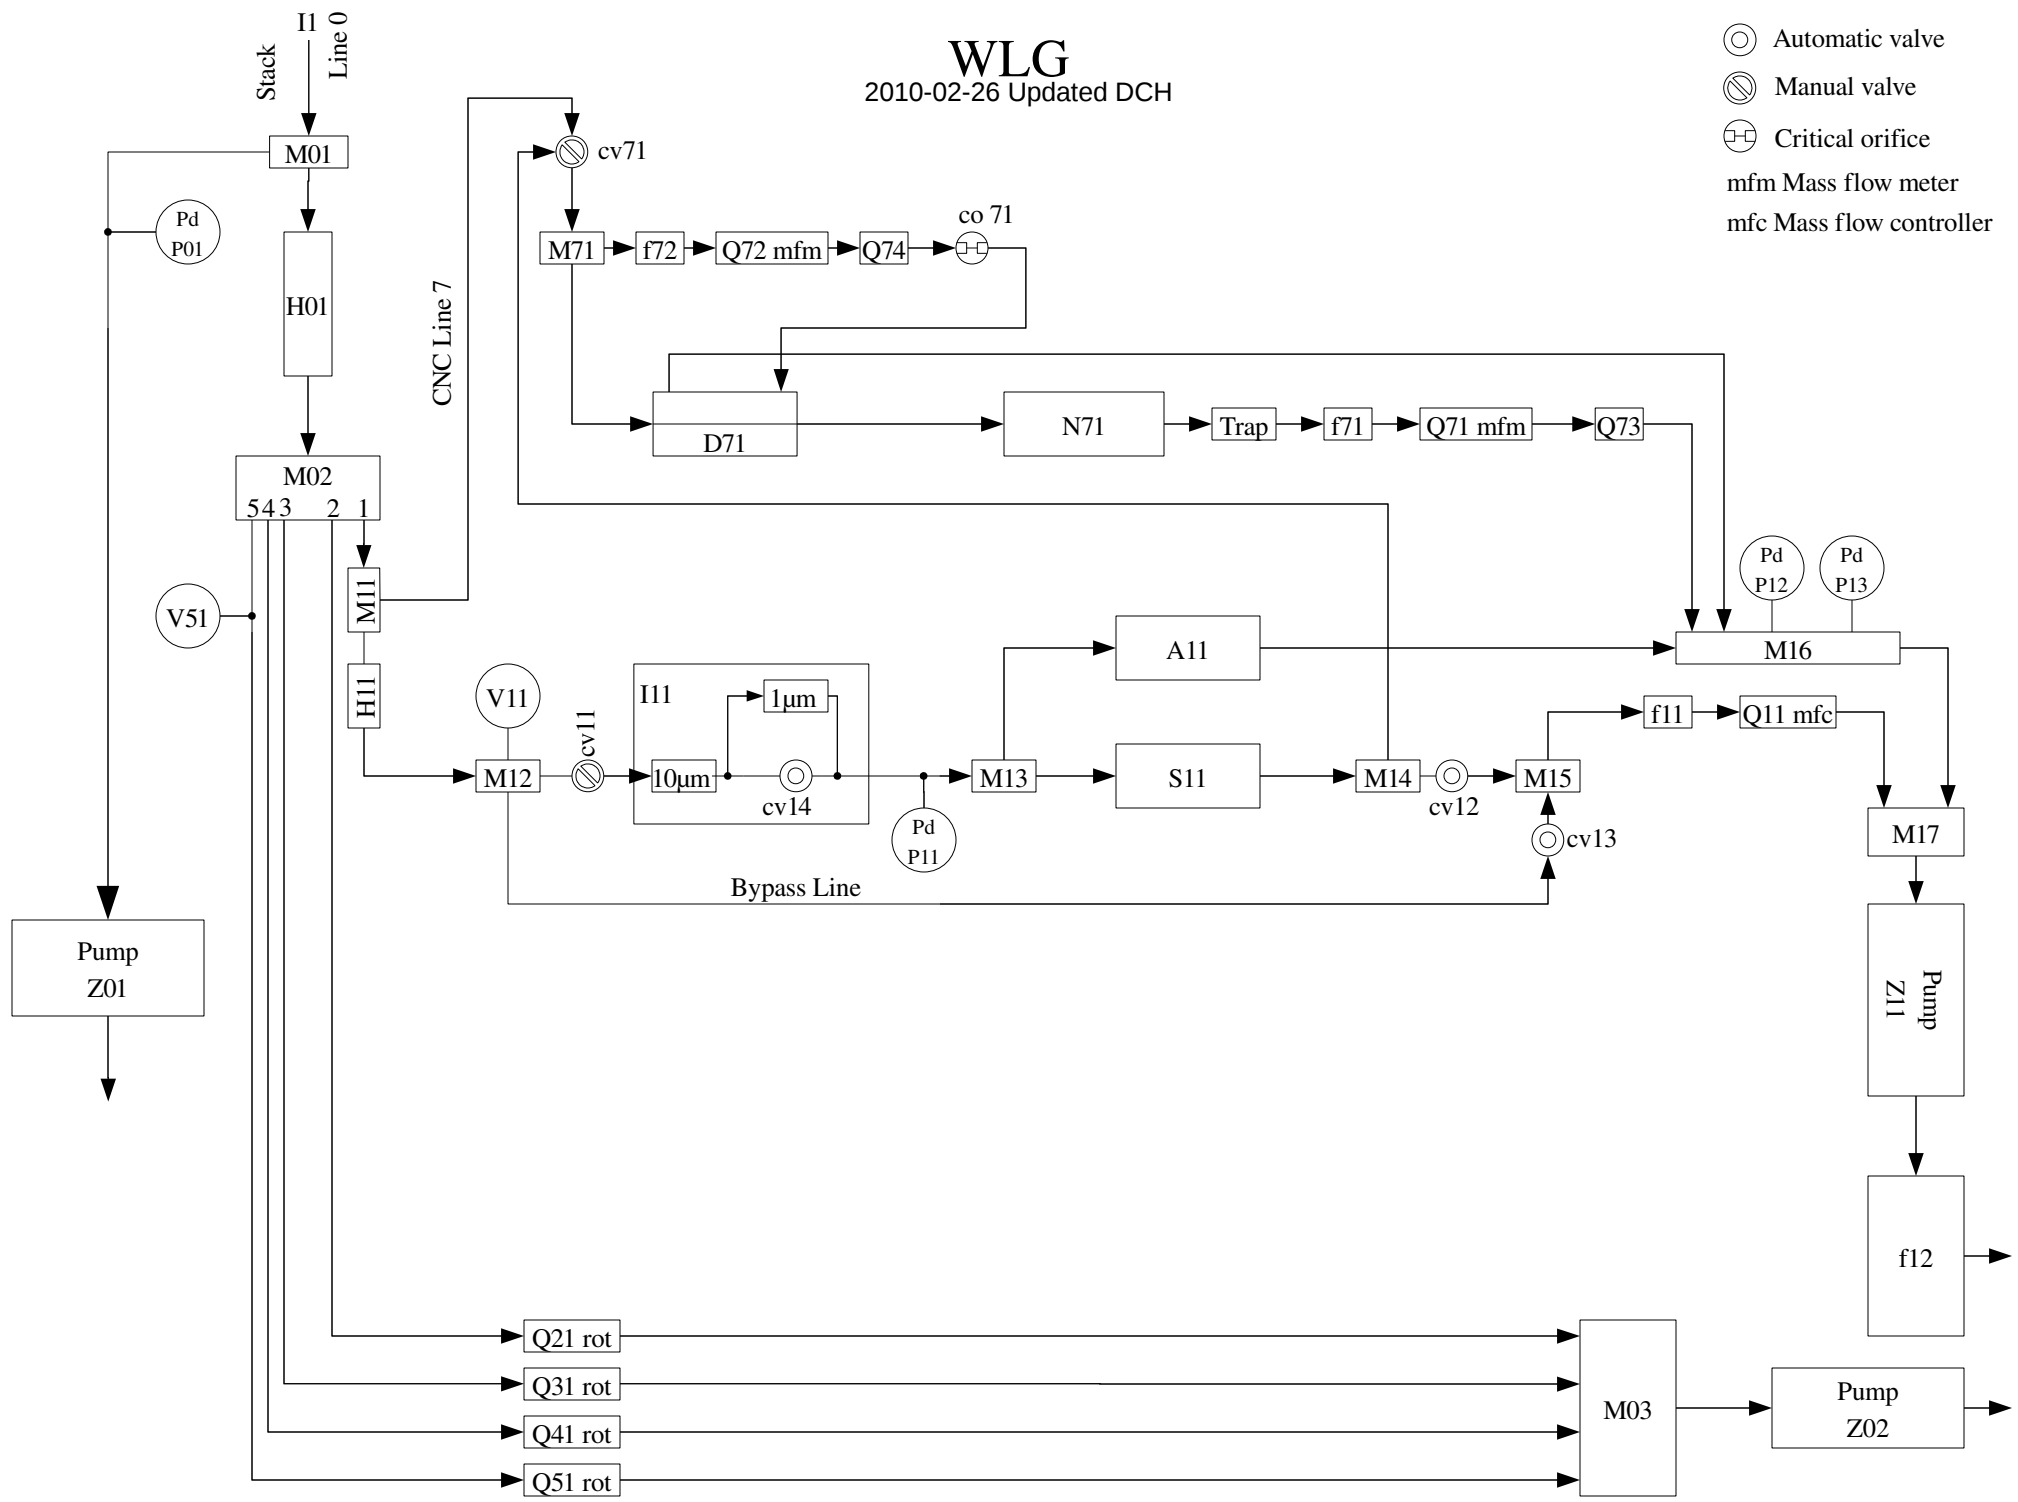 I1
Line 0
Stack
WLG
2010-02-26 Updated DCH
Automatic valve
Manual valve
Critical orifice
mfm Mass flow meter
mfc Mass flow controller
M01
cv71
Pd
P01
co 71
M71
f72
Q72 mfm
Q74
H01
CNC Line 7
D71
N71
Trap
f71
Q71 mfm
Q73
M02
5 4 3 2 1
M11
V51
Pd
P12
Pd
P13
A11
M16
H11
V11
cv11
I11
1µm
f11
Q11 mfc
M12
10µm
cv14
M13
S11
M14
cv12
M15
Pd
P11
cv13
M17
Bypass Line
Pump
Z01
Pump
Z11
f12
Q21 rot
Q31 rot
Q41 rot
Q51 rot
M03
Pump
Z02